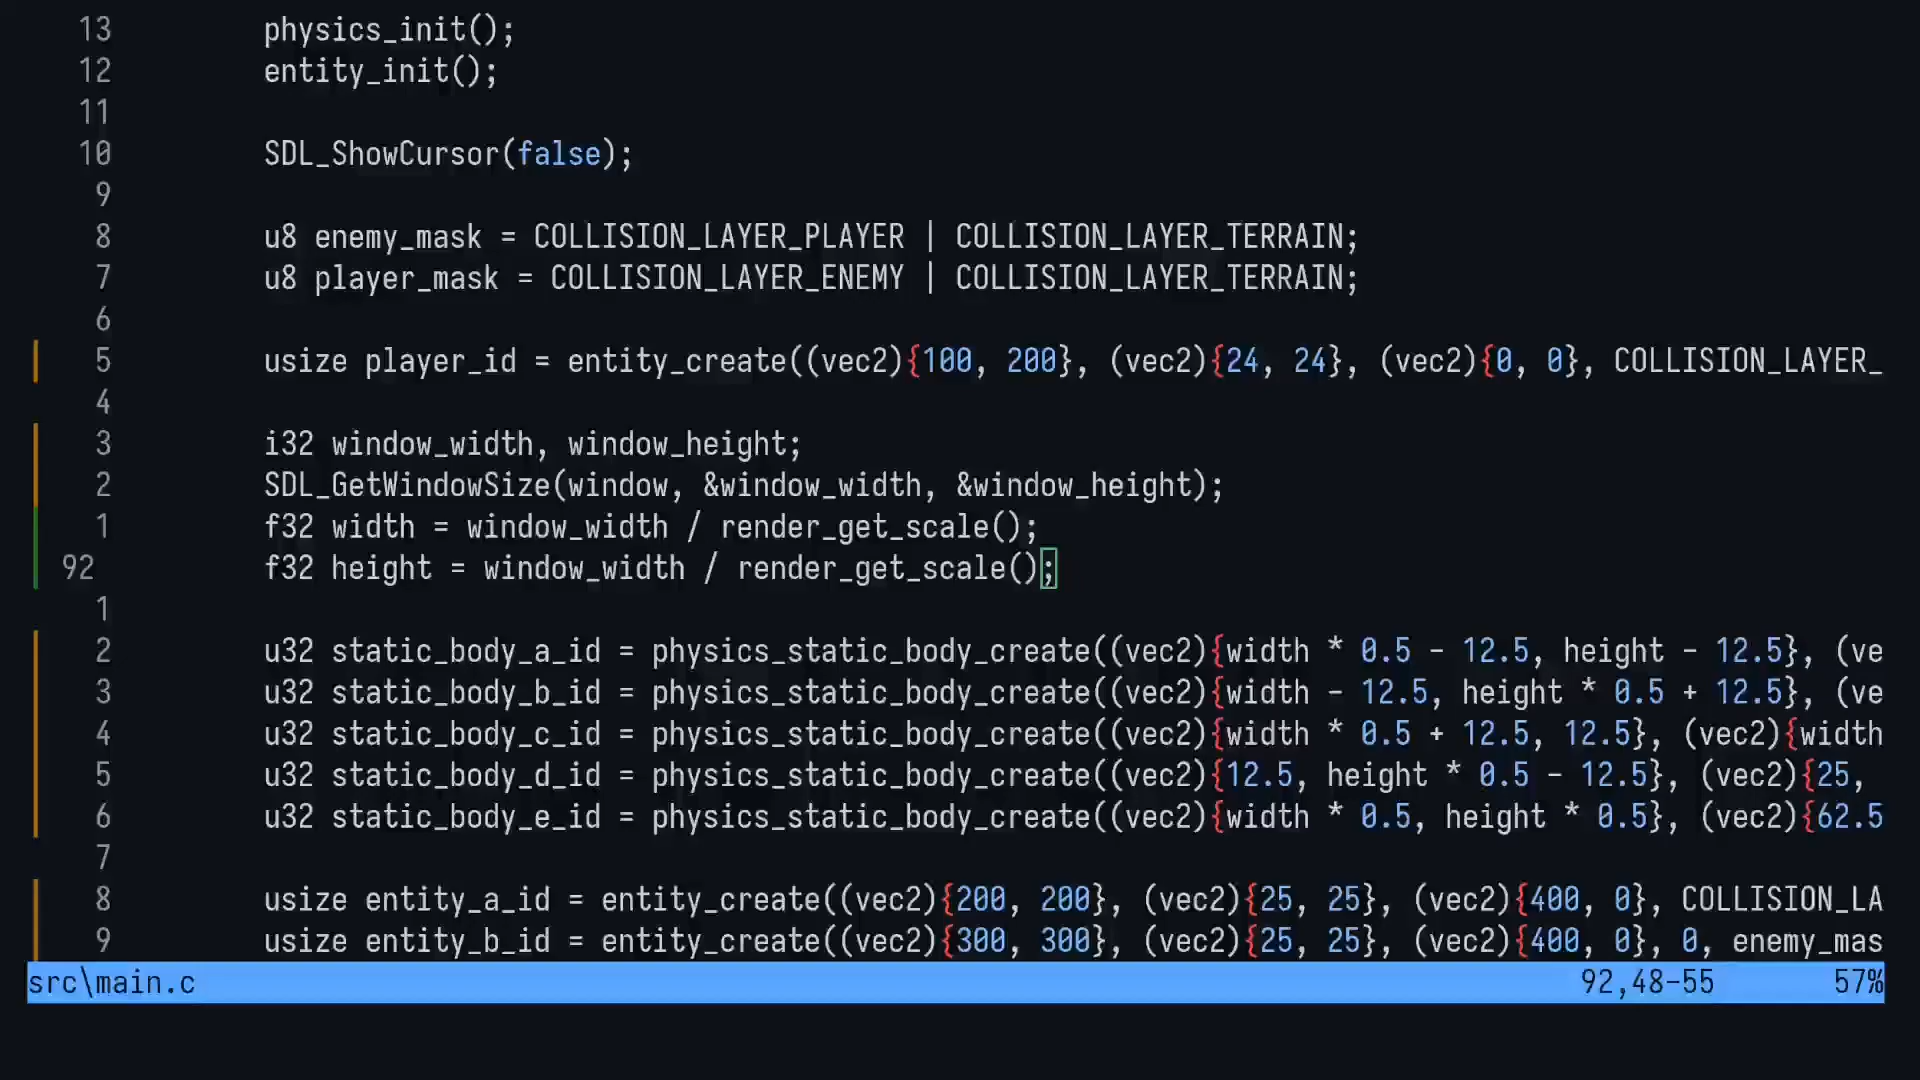 13 physics_init();
12 entity_init();
11
10 SDL_ShowCursor(false);
9
8 u8 enemy_mask = COLLISION_LAYER_PLAYER | COLLISION_LAYER_TERRAIN;
7 u8 player_mask = COLLISION_LAYER_ENEMY | COLLISION_LAYER_TERRAIN;
6
5 usize player_id = entity_create((vec2){100, 200}, (vec2){24, 24}, (vec2){0, 0}, COLLISION_LAYER_
4
3 i32 window_width, window_height;
2 SDL_GetWindowSize(window, &window_width, &window_height);
1 f32 width = window_width / render_get_scale();
92 f32 height = window_width / render_get_scale();
1
2 u32 static_body_a_id = physics_static_body_create((vec2){width * 0.5 - 12.5, height - 12.5}, (ve
3 u32 static_body_b_id = physics_static_body_create((vec2){width - 12.5, height * 0.5 + 12.5}, (ve
4 u32 static_body_c_id = physics_static_body_create((vec2){width * 0.5 + 12.5, 12.5}, (vec2){width
5 u32 static_body_d_id = physics_static_body_create((vec2){12.5, height * 0.5 - 12.5}, (vec2){25,
6 u32 static_body_e_id = physics_static_body_create((vec2){width * 0.5, height * 0.5}, (vec2){62.5
7
8 usize entity_a_id = entity_create((vec2){200, 200}, (vec2){25, 25}, (vec2){400, 0}, COLLISION_LA
9 usize entity_b_id = entity_create((vec2){300, 300}, (vec2){25, 25}, (vec2){400, 0}, 0, enemy_mas
src\main.c 92,48-55 57%